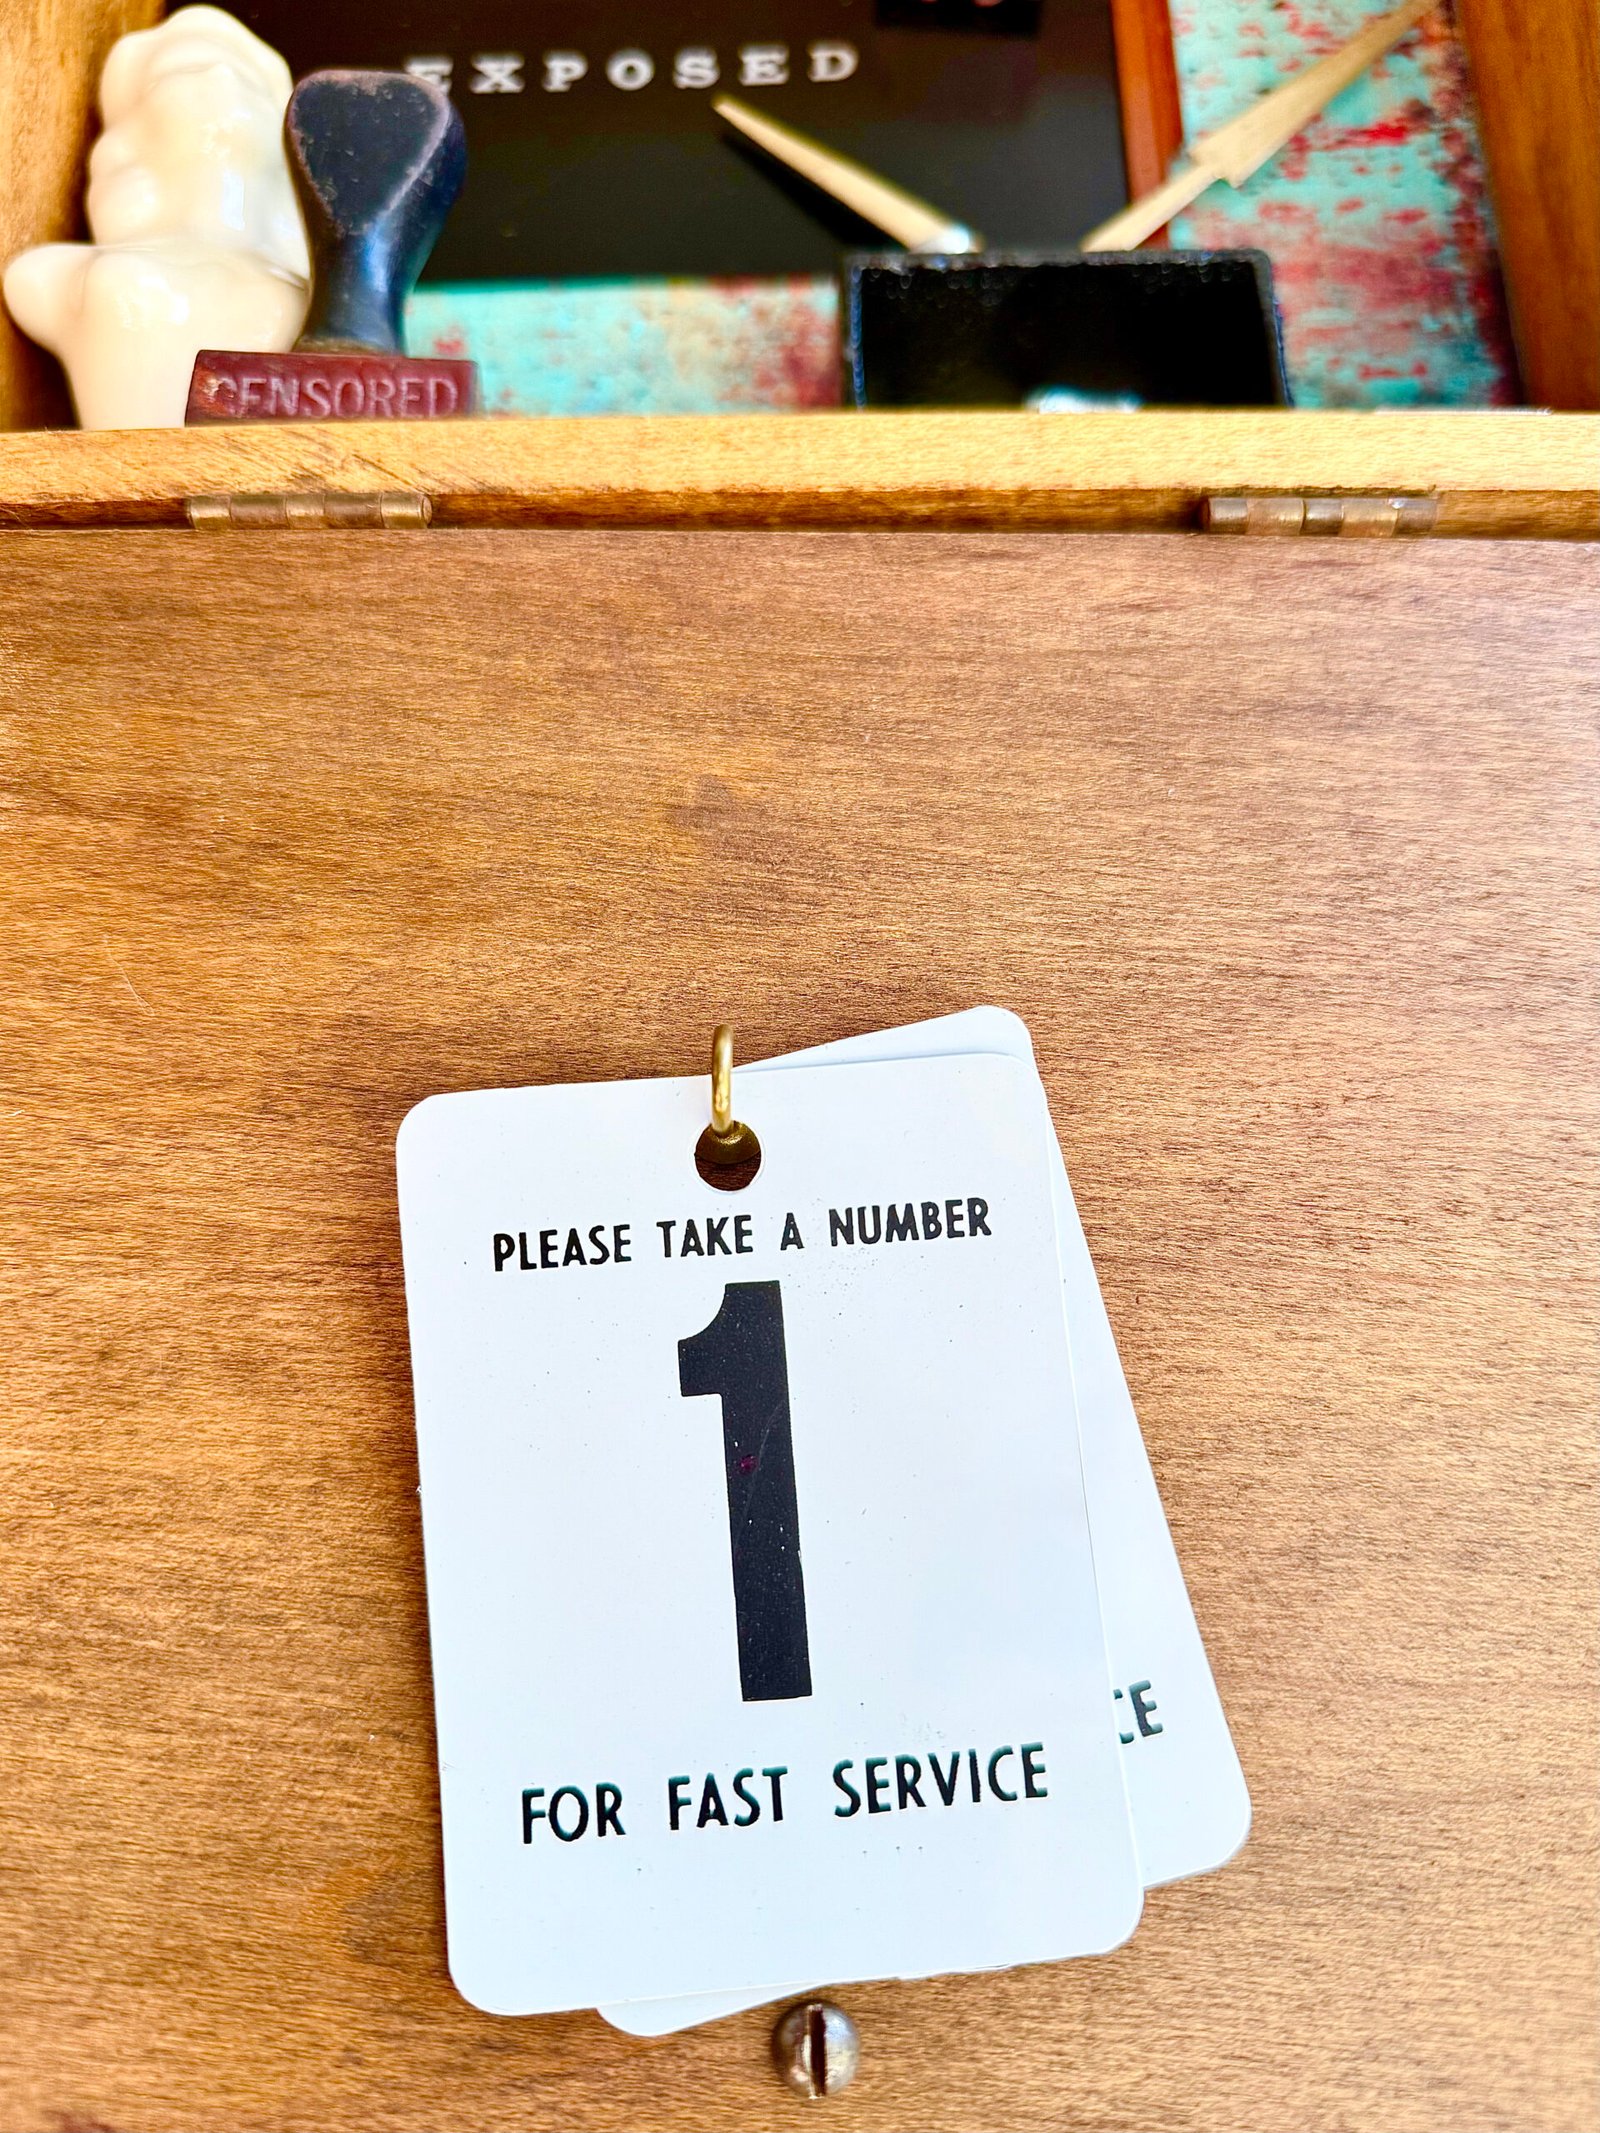 EXPOSED
CENSORED
PLEASE TAKE A NUMBER
1
FOR FAST SERVICE
CE